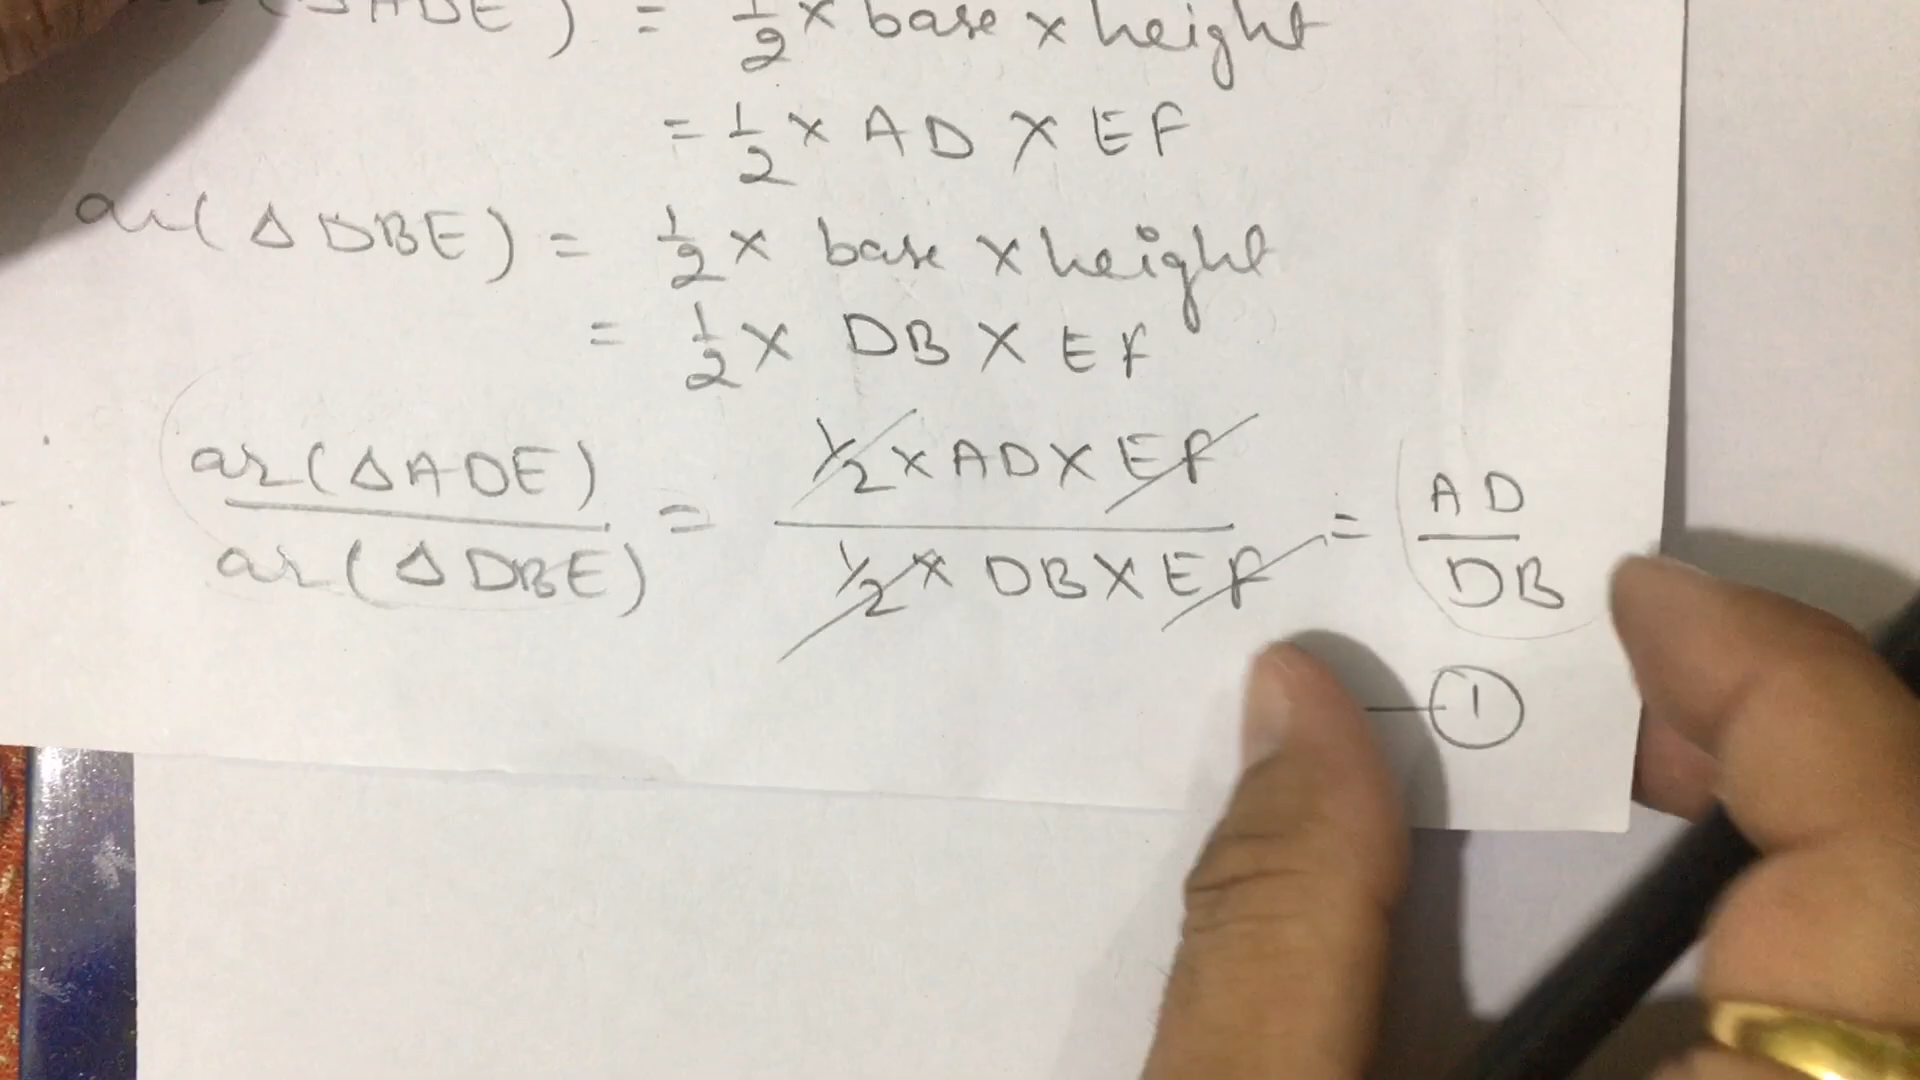 (ΔADE) = 1/2 × base × height
= 1/2 × AD × EF
ar(ΔDBE) = 1/2 × base × height
= 1/2 × DB × EF
ar(ΔADE) / ar(ΔDBE) = 1/2 × AD × EF / 1/2 × DB × EF = AD / DB
— ①